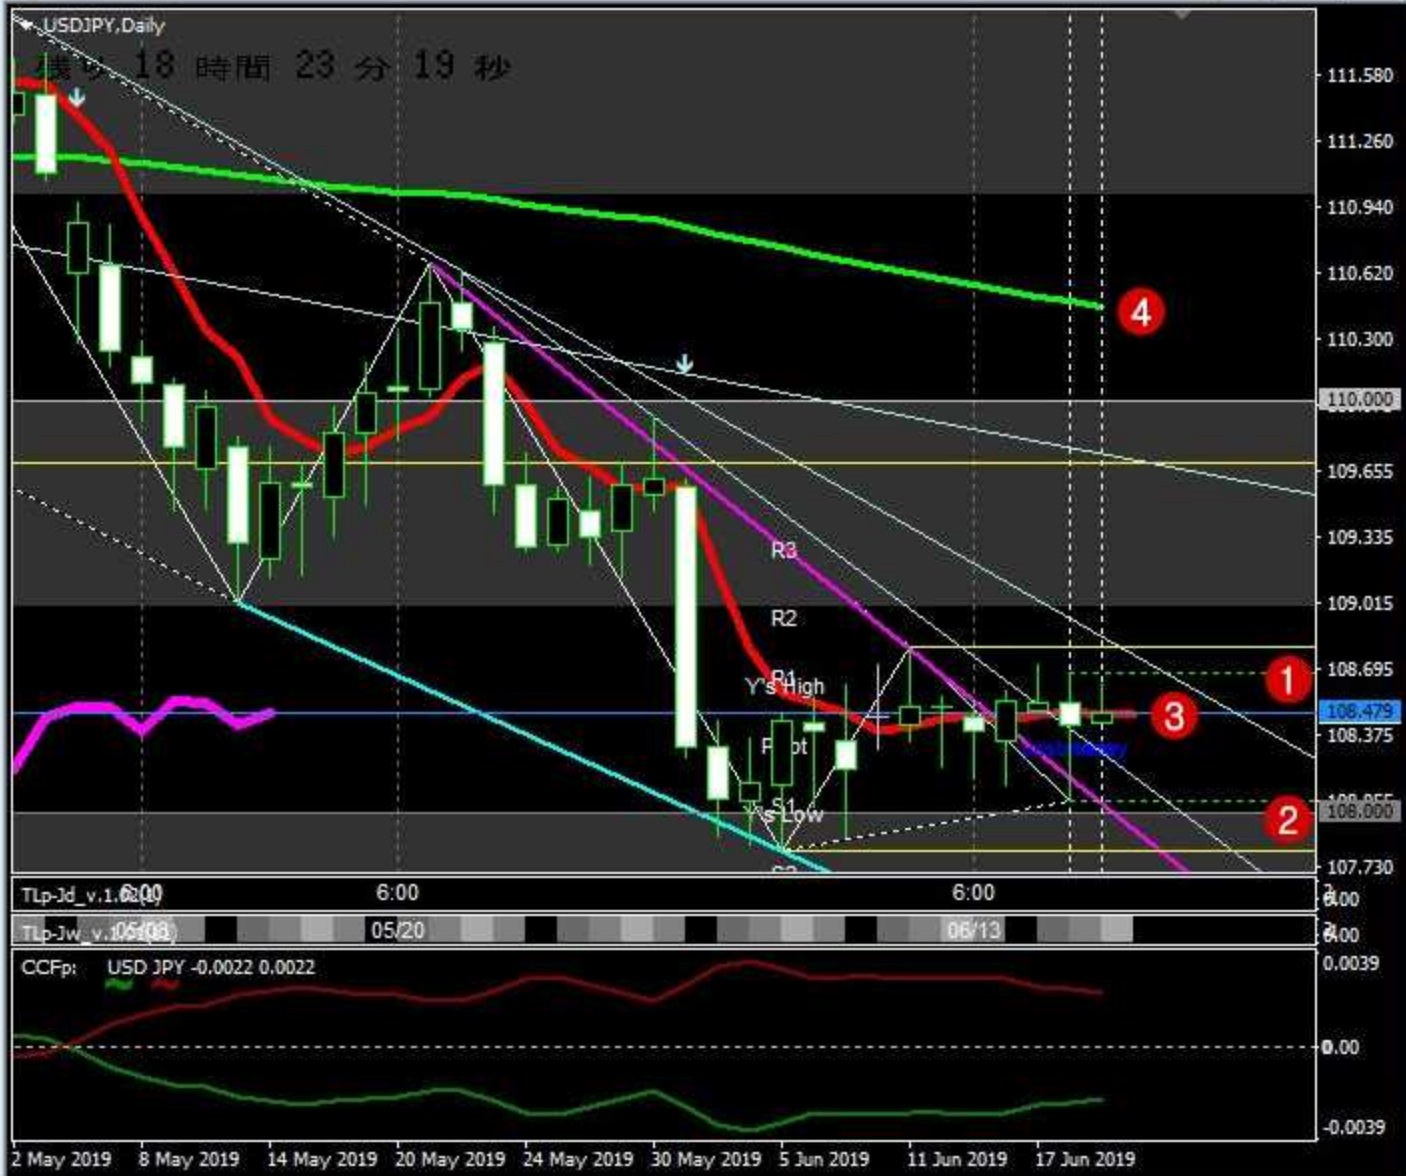 USDJPY,Daily
残り 18 時間 23 分 19 秒
111.580
111.260
110.940
110.620
4
110.300
110.000
109.655
109.335
R3
109.015
R2
108.695
R1
Y's High
1
3
108.479
108.375
Pivot
S1
Y's Low
108.000
2
107.730
TLp-Jd_v.1.02(1)
6:00
6:00
6:00
05/08
05/20
06/13
CCFp: USD JPY -0.0022 0.0022
0.0039
0.00
-0.0039
2 May 2019 8 May 2019 14 May 2019 20 May 2019 24 May 2019 30 May 2019 5 Jun 2019 11 Jun 2019 17 Jun 2019